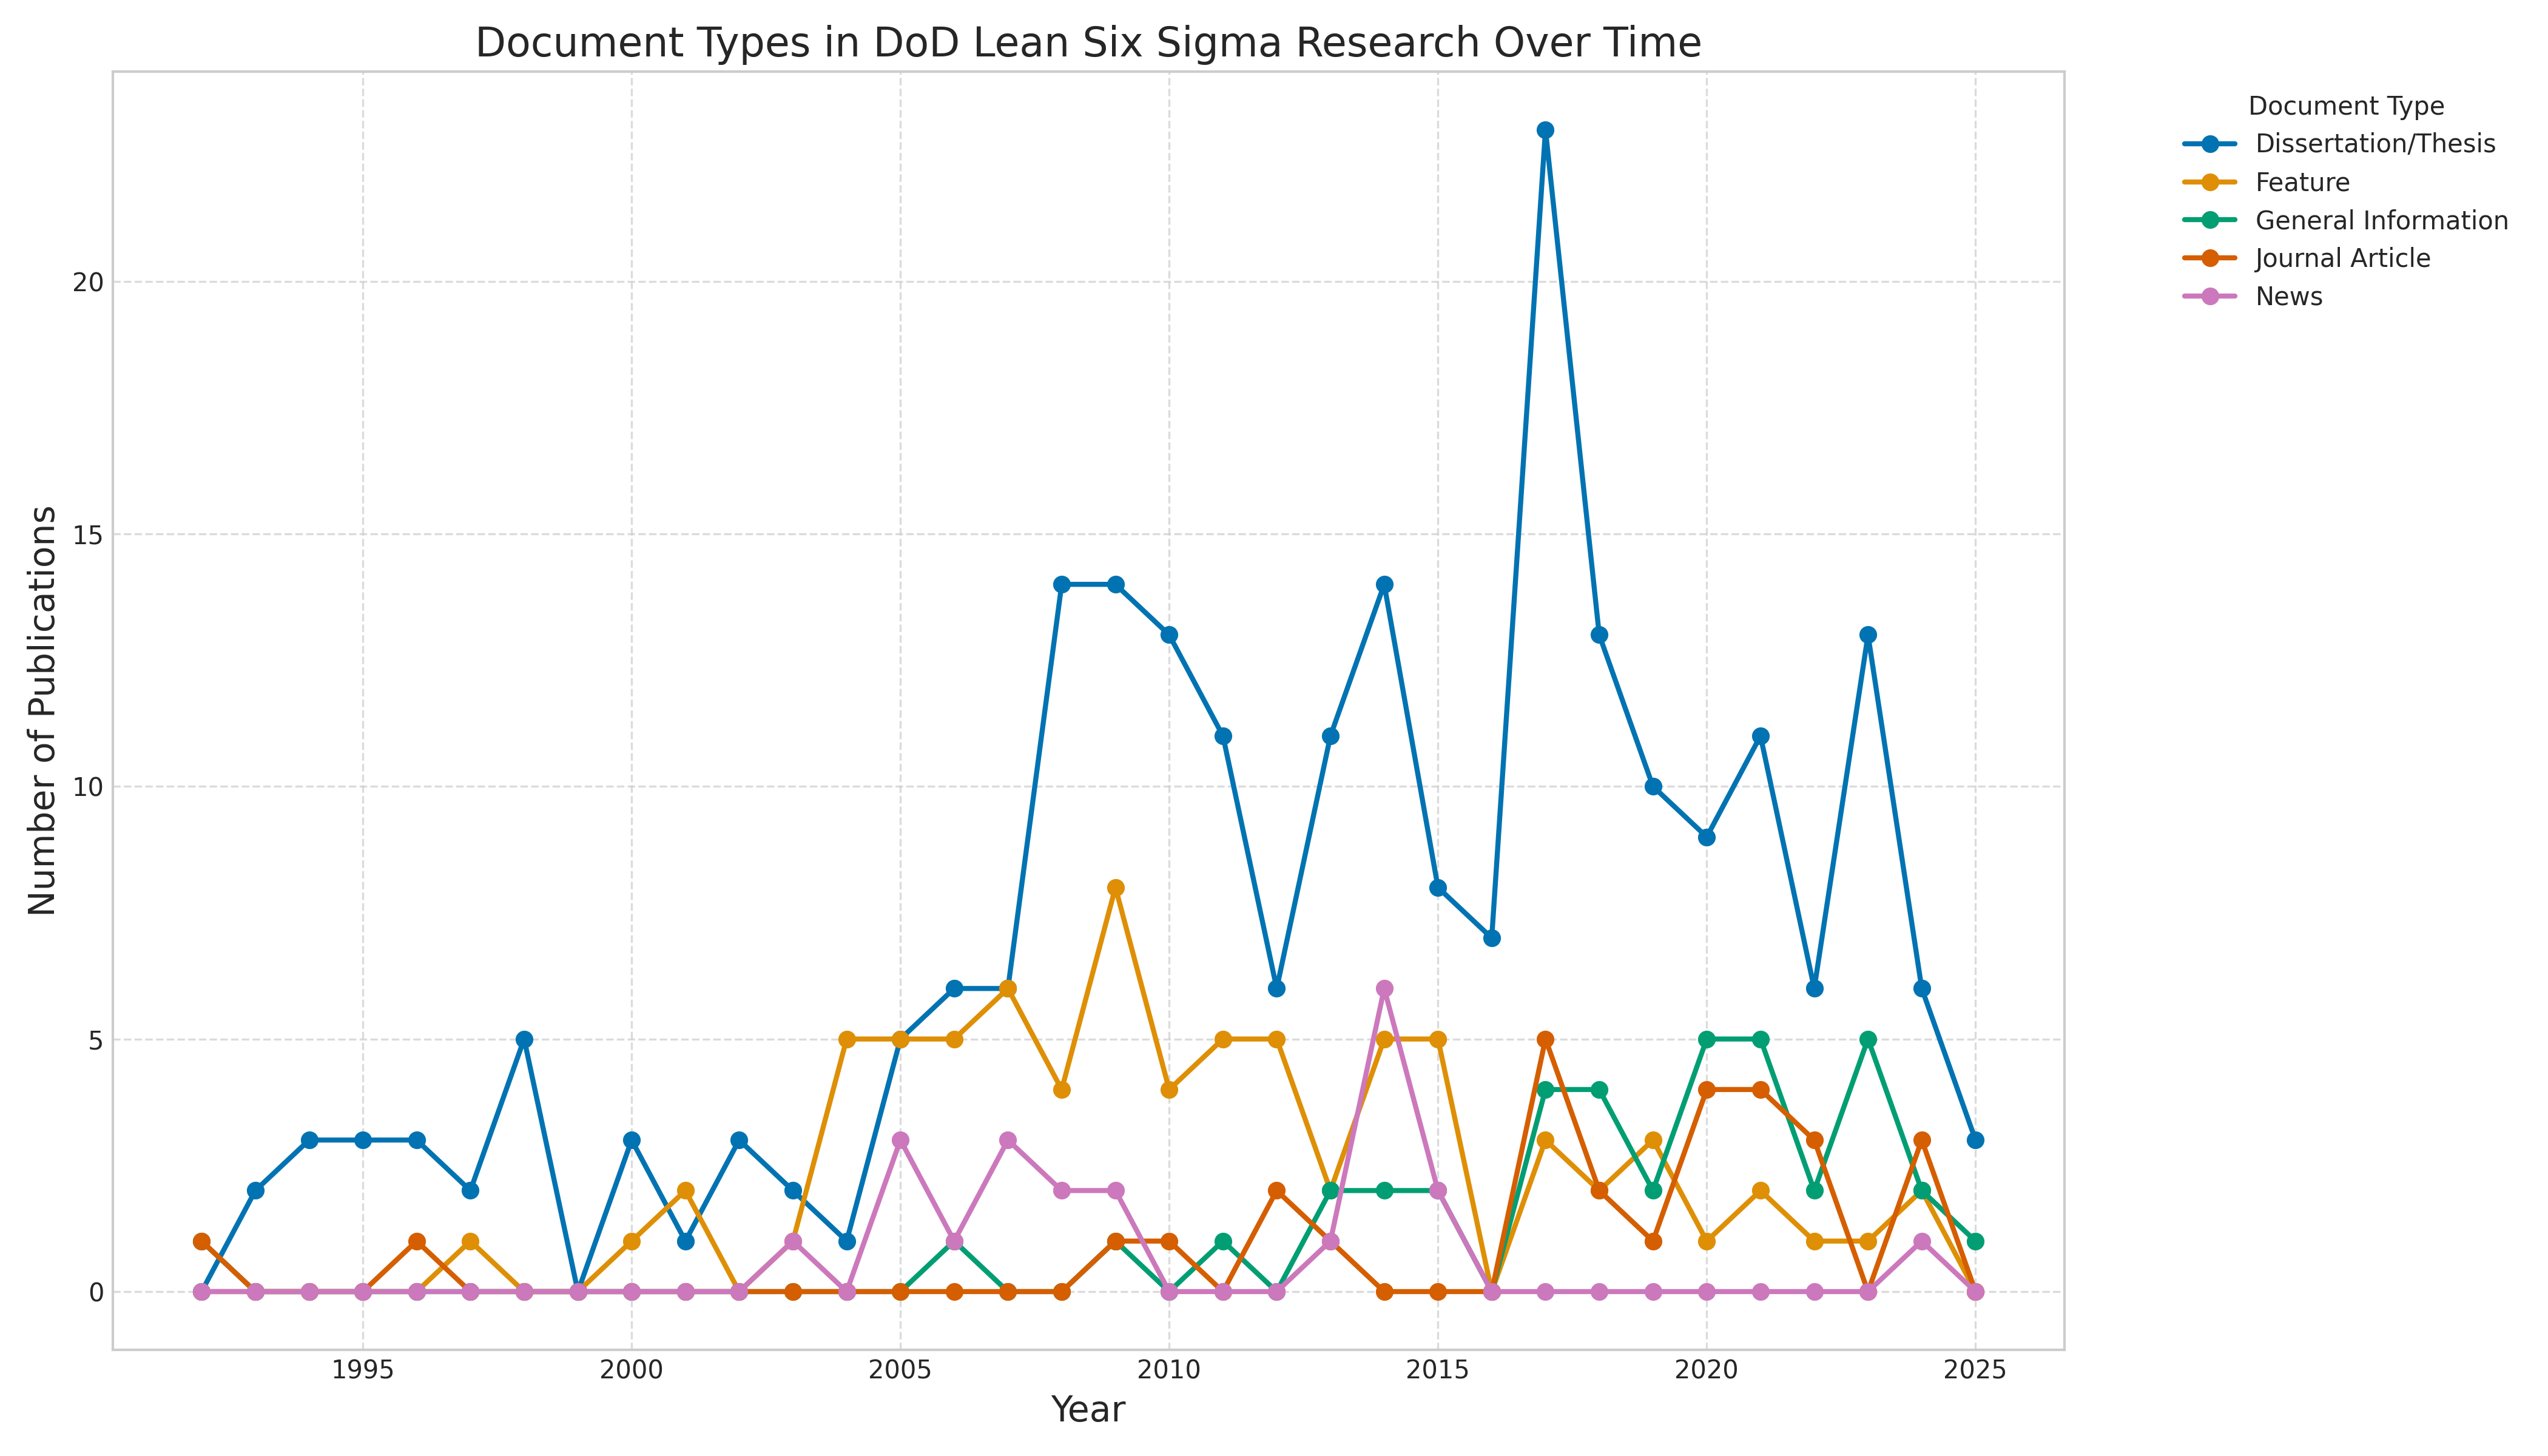 Document Types in DoD Lean Six Sigma Research Over Time
Document Type
Dissertation/Thesis
Feature
General Information
Journal Article
News
Number of Publications
20
15
10
5
0
1995
2000
2005
2010
2015
2020
2025
Year